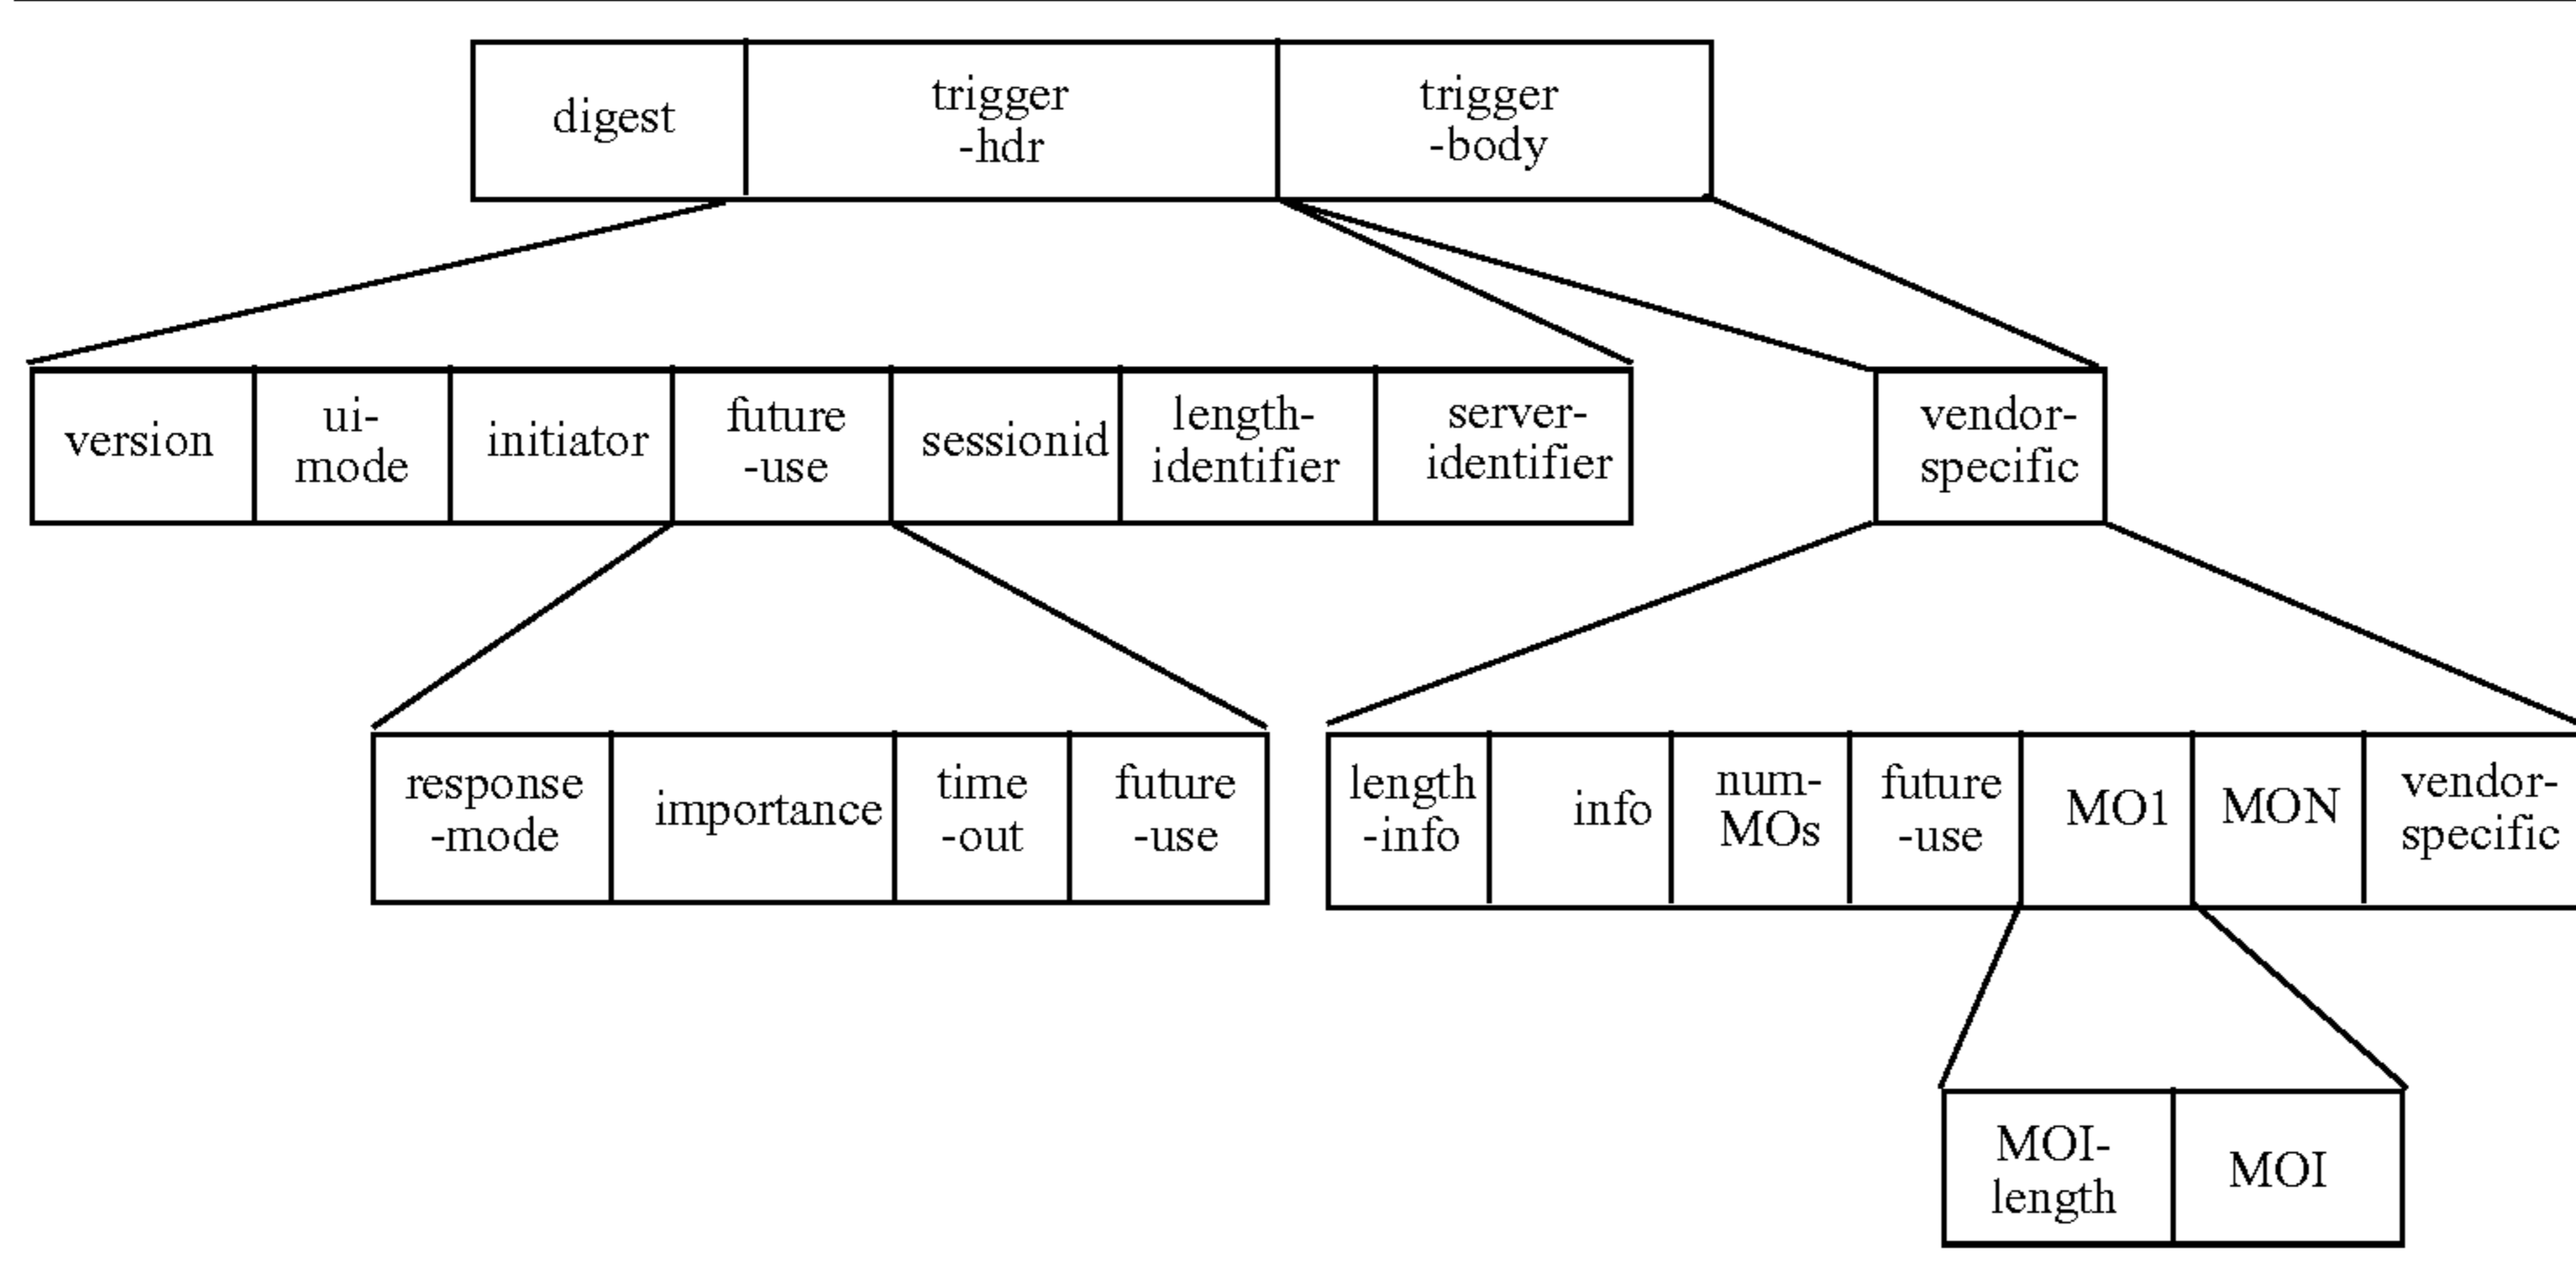 digest
trigger
-hdr
trigger
-body
version
ui-
mode
initiator
future
-use
sessionid
length-
identifier
server-
identifier
vendor-
specific
response
-mode
importance
time
-out
future
-use
length
-info
info
num-
MOs
future
-use
MO1
MON
vendor-
specific
MOI-
length
MOI